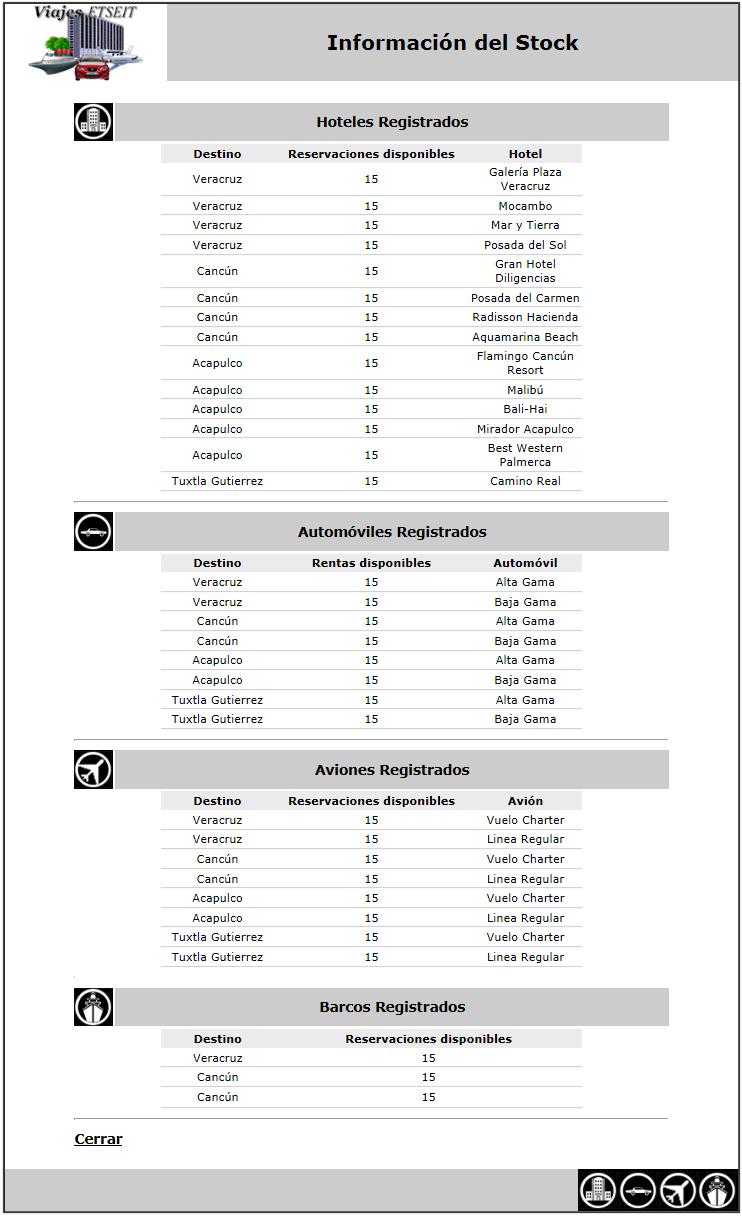 Viajes ETSEIT
Información del Stock
Hoteles Registrados
Destino Reservaciones disponibles Hotel
Veracruz 15 Galería Plaza
Veracruz
Veracruz 15 Mocambo
Veracruz 15 Mar y Tierra
Veracruz 15 Posada del Sol
Cancún 15 Gran Hotel
Diligencias
Cancún 15 Posada del Carmen
Cancún 15 Radisson Hacienda
Cancún 15 Aquamarina Beach
Acapulco 15 Flamingo Cancún
Resort
Acapulco 15 Malibú
Acapulco 15 Bali-Hai
Acapulco 15 Mirador Acapulco
Acapulco 15 Best Western
Palmerca
Tuxtla Gutierrez 15 Camino Real
Automóviles Registrados
Destino Rentas disponibles Automóvil
Veracruz 15 Alta Gama
Veracruz 15 Baja Gama
Cancún 15 Alta Gama
Cancún 15 Baja Gama
Acapulco 15 Alta Gama
Acapulco 15 Baja Gama
Tuxtla Gutierrez 15 Alta Gama
Tuxtla Gutierrez 15 Baja Gama
Aviones Registrados
Destino Reservaciones disponibles Avión
Veracruz 15 Vuelo Charter
Veracruz 15 Linea Regular
Cancún 15 Vuelo Charter
Cancún 15 Linea Regular
Acapulco 15 Vuelo Charter
Acapulco 15 Linea Regular
Tuxtla Gutierrez 15 Vuelo Charter
Tuxtla Gutierrez 15 Linea Regular
Barcos Registrados
Destino Reservaciones disponibles
Veracruz 15
Cancún 15
Cancún 15
Cerrar